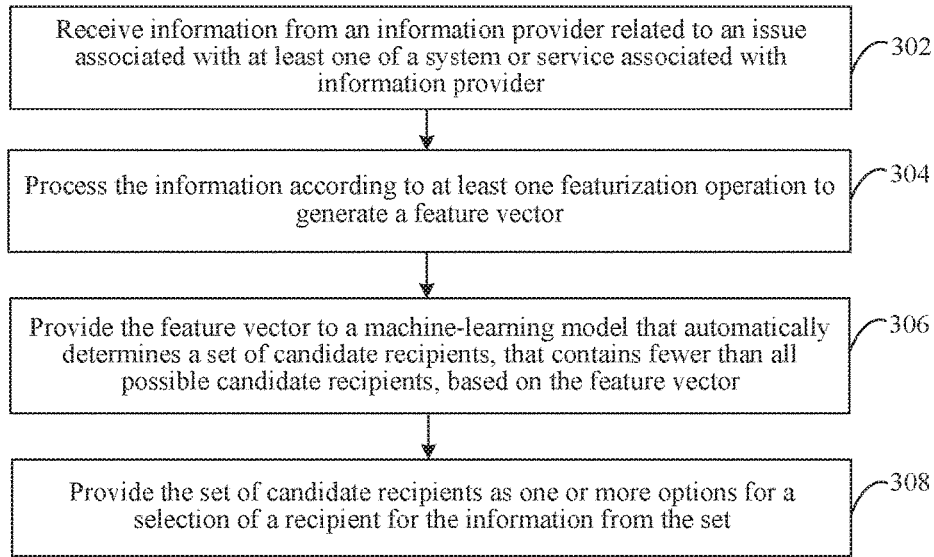 Receive information from an information provider related to an issue
associated with at least one of a system or service associated with
information provider
302
Process the information according to at least one featurization operation to
generate a feature vector
304
Provide the feature vector to a machine-learning model that automatically
determines a set of candidate recipients, that contains fewer than all
possible candidate recipients, based on the feature vector
306
Provide the set of candidate recipients as one or more options for a
selection of a recipient for the information from the set
308